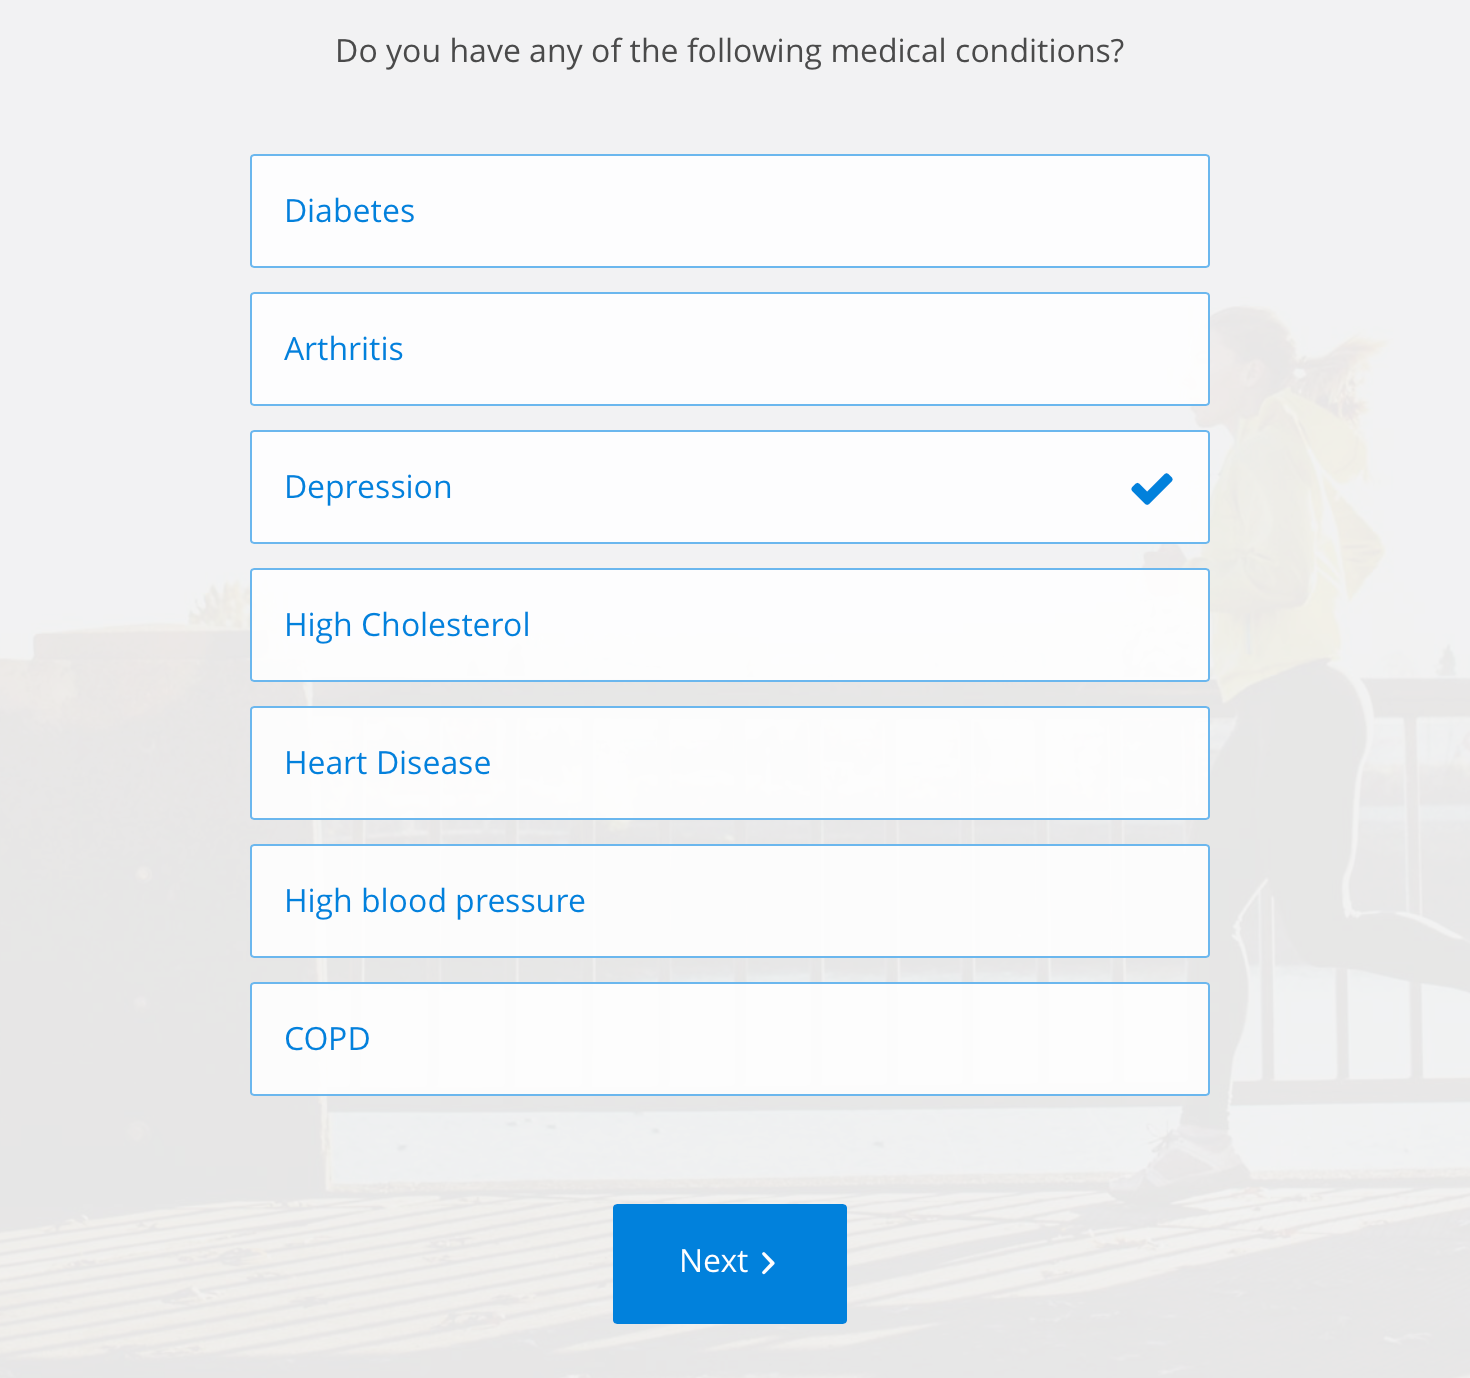 Do you have any of the following medical conditions?
Diabetes
Arthritis
Depression
High Cholesterol
Heart Disease
High blood pressure
COPD
Next